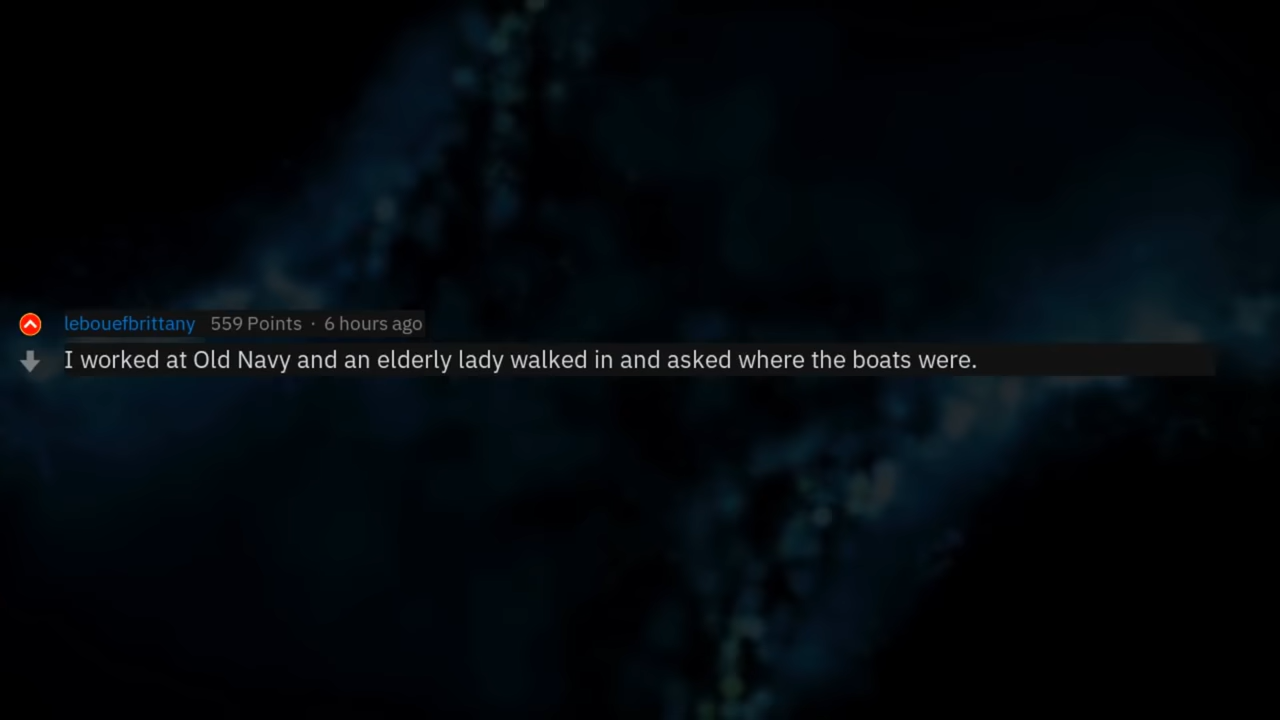 lebouefbrittany 559 Points · 6 hours ago
I worked at Old Navy and an elderly lady walked in and asked where the boats were.